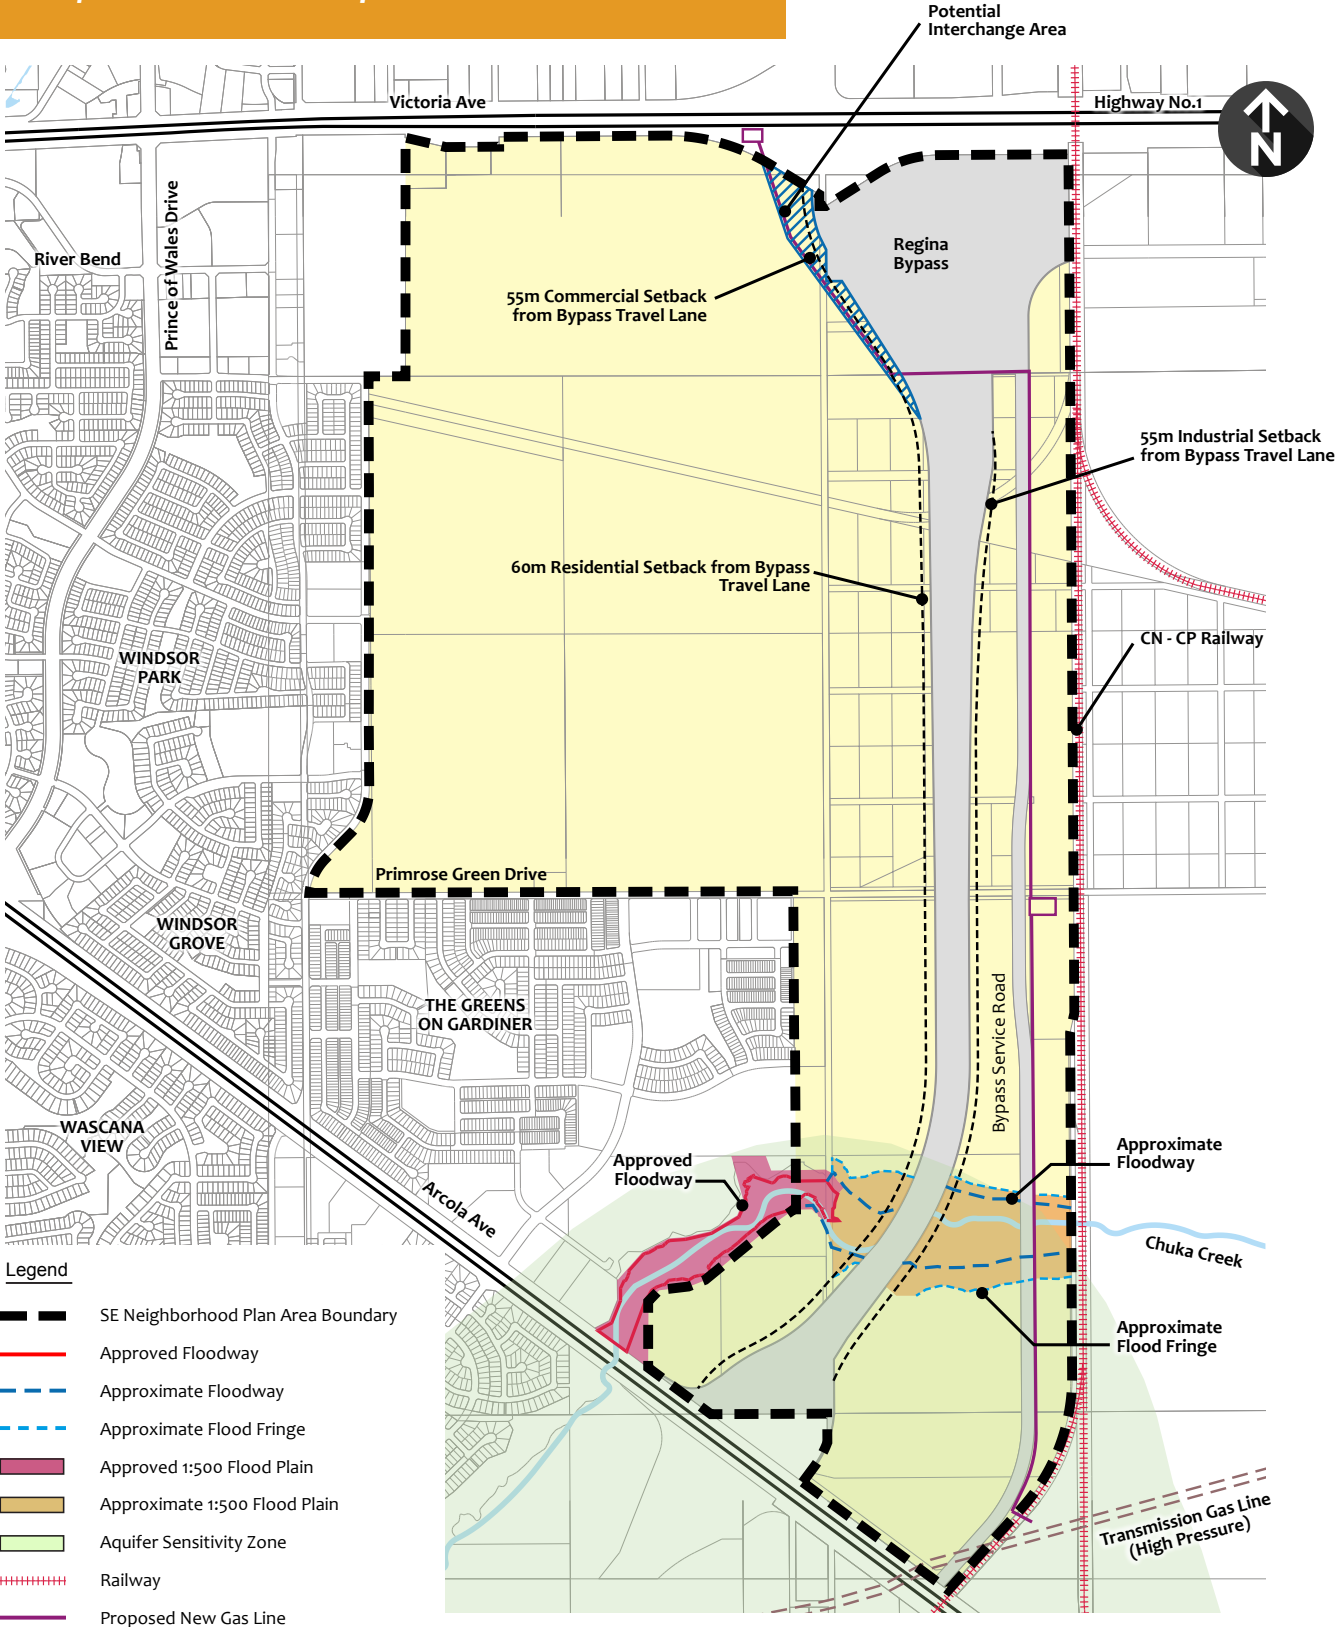 Potential
Interchange Area
Victoria Ave
Highway No.1
N
Prince of Wales Drive
River Bend
Regina
Bypass
55m Commercial Setback
from Bypass Travel Lane
55m Industrial Setback
from Bypass Travel Lane
60m Residential Setback from Bypass
Travel Lane
CN - CP Railway
WINDSOR
PARK
Primrose Green Drive
WINDSOR
GROVE
THE GREENS
ON GARDINER
Bypass Service Road
WASCANA
VIEW
Approved
Floodway
Approximate
Floodway
Arcola Ave
Chuka Creek
Approximate
Flood Fringe
Transmission Gas Line
(High Pressure)
Legend
SE Neighborhood Plan Area Boundary
Approved Floodway
Approximate Floodway
Approximate Flood Fringe
Approved 1:500 Flood Plain
Approximate 1:500 Flood Plain
Aquifer Sensitivity Zone
Railway
Proposed New Gas Line